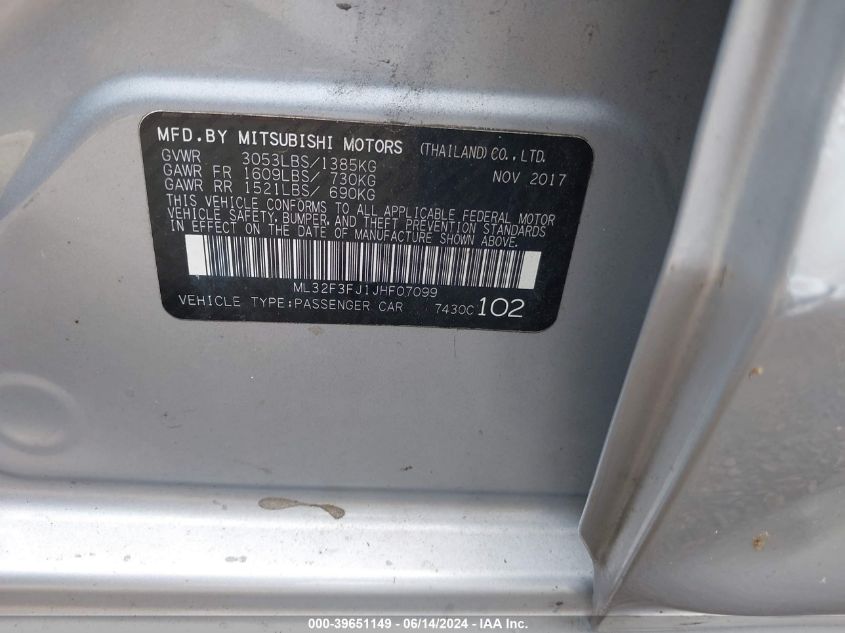 MFD.BY MITSUBISHI MOTORS (THAILAND)CO.,LTD.
GVWR 3053LBS/1385KG NOV 2017
GAWR FR 1609LBS/ 730KG
GAWR RR 1521LBS/ 690KG
THIS VEHICLE CONFORMS TO ALL APPLICABLE FEDERAL MOTOR
VEHICLE SAFETY, BUMPER, AND THEFT PREVENTION STANDARDS
IN EFFECT ON THE DATE OF MANUFACTURE SHOWN ABOVE.
ML32F3FJ1JHF07099
VEHICLE TYPE:PASSENGER CAR 7430C 102
000-39651149 - 06/14/2024 - IAA Inc.